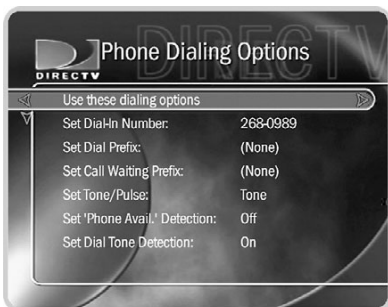 Phone Dialing Options
DIRECTV
Use these dialing options
Set Dial-In Number: 268-0989
Set Dial Prefix: (None)
Set Call Waiting Prefix: (None)
Set Tone/Pulse: Tone
Set 'Phone Avail.' Detection: Off
Set Dial Tone Detection: On